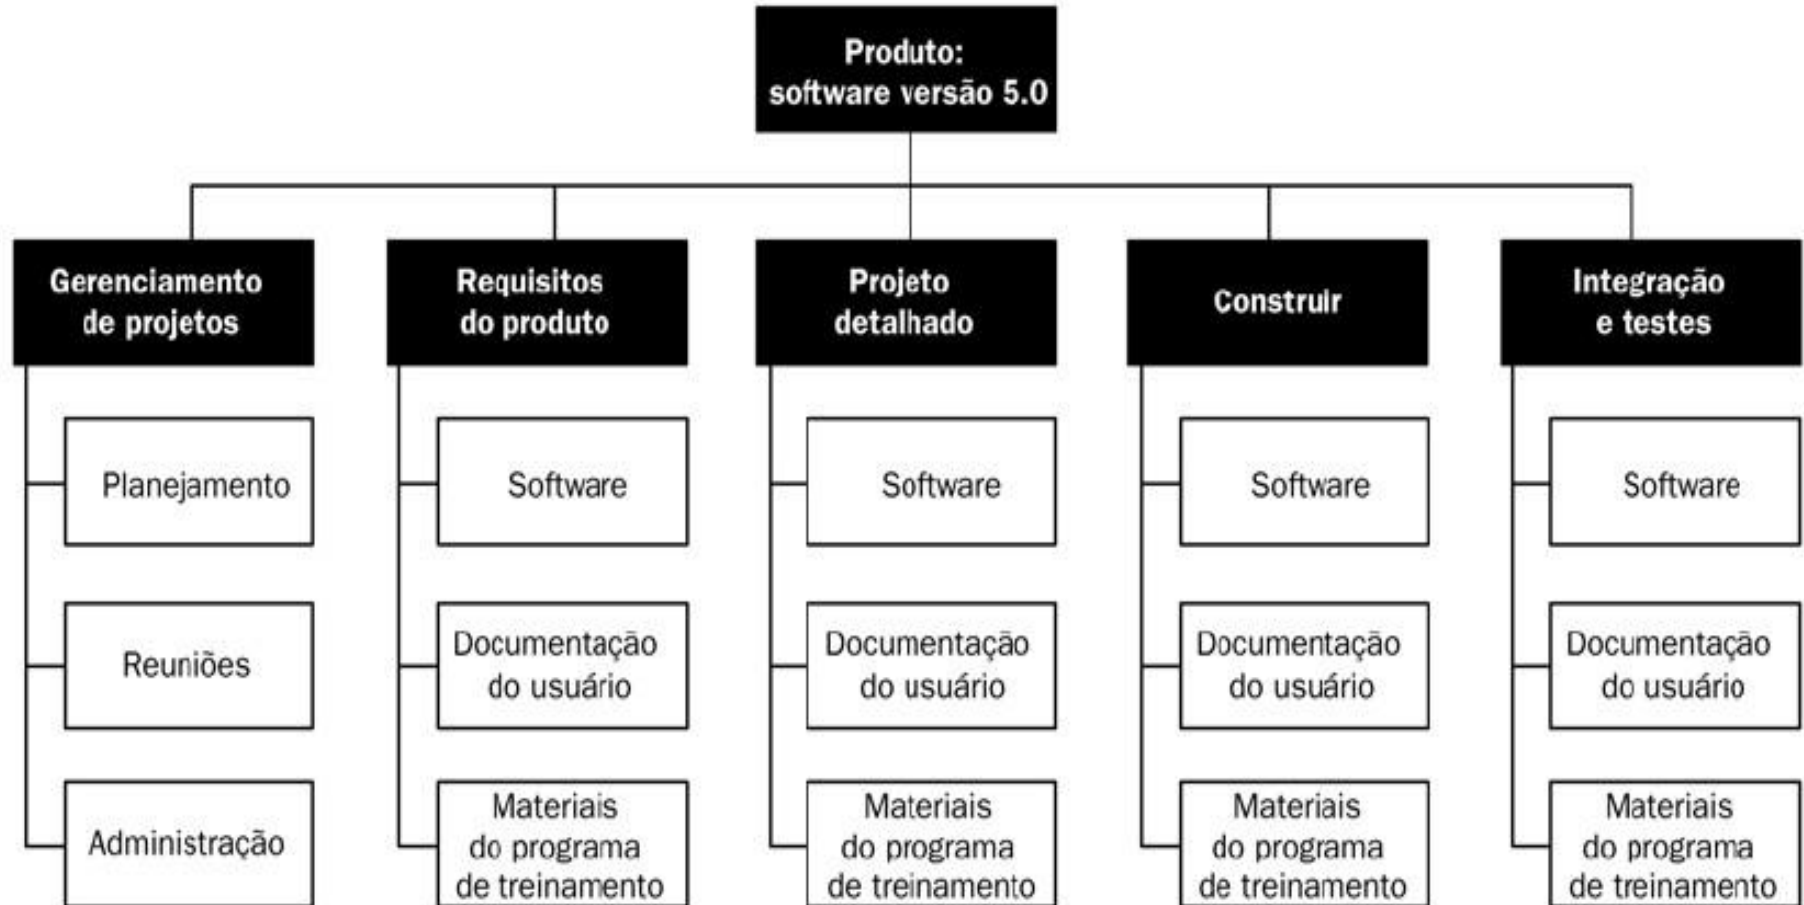 Produto:
software versão 5.0
Gerenciamento
de projetos
Requisitos
do produto
Projeto
detalhado
Construir
Integração
e testes
Planejamento
Software
Software
Software
Software
Reuniões
Documentação
do usuário
Documentação
do usuário
Documentação
do usuário
Documentação
do usuário
Administração
Materiais
do programa
de treinamento
Materiais
do programa
de treinamento
Materiais
do programa
de treinamento
Materiais
do programa
de treinamento